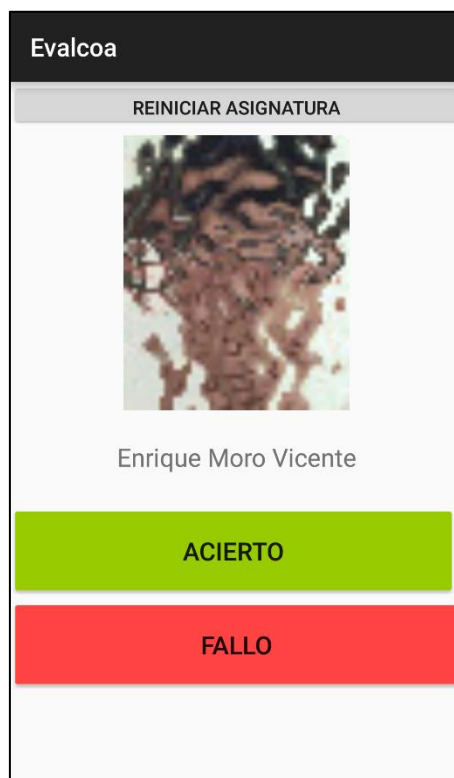 Evalcoa
REINICIAR ASIGNATURA
Enrique Moro Vicente
ACIERTO
FALLO